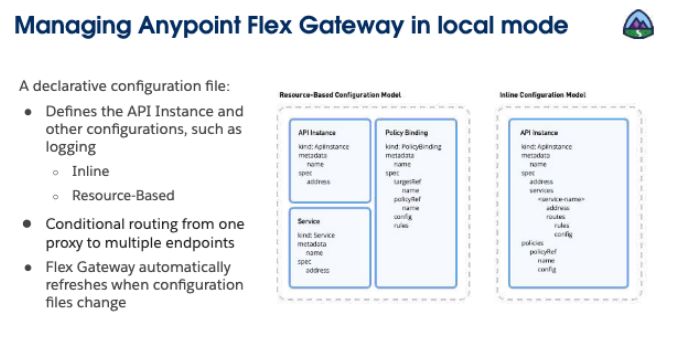 Managing Anypoint Flex Gateway in local mode
A declarative configuration file:
● Defines the API Instance and
other configurations, such as
logging
○ Inline
○ Resource-Based
● Conditional routing from one
proxy to multiple endpoints
● Flex Gateway automatically
refreshes when configuration
files change
Resource-Based Configuration Model
API Instance
kind: ApiInstance
metadata
name
spec
address
Service
kind: Service
metadata
name
spec
address
Policy Binding
kind: PolicyBinding
metadata
name
spec
targetRef
name
policyRef
name
config
rules
Inline Configuration Model
API Instance
kind: ApiInstance
metadata
name
spec
address
services
<service-name>
address
routes
rules
config
policies
policyRef
name
config